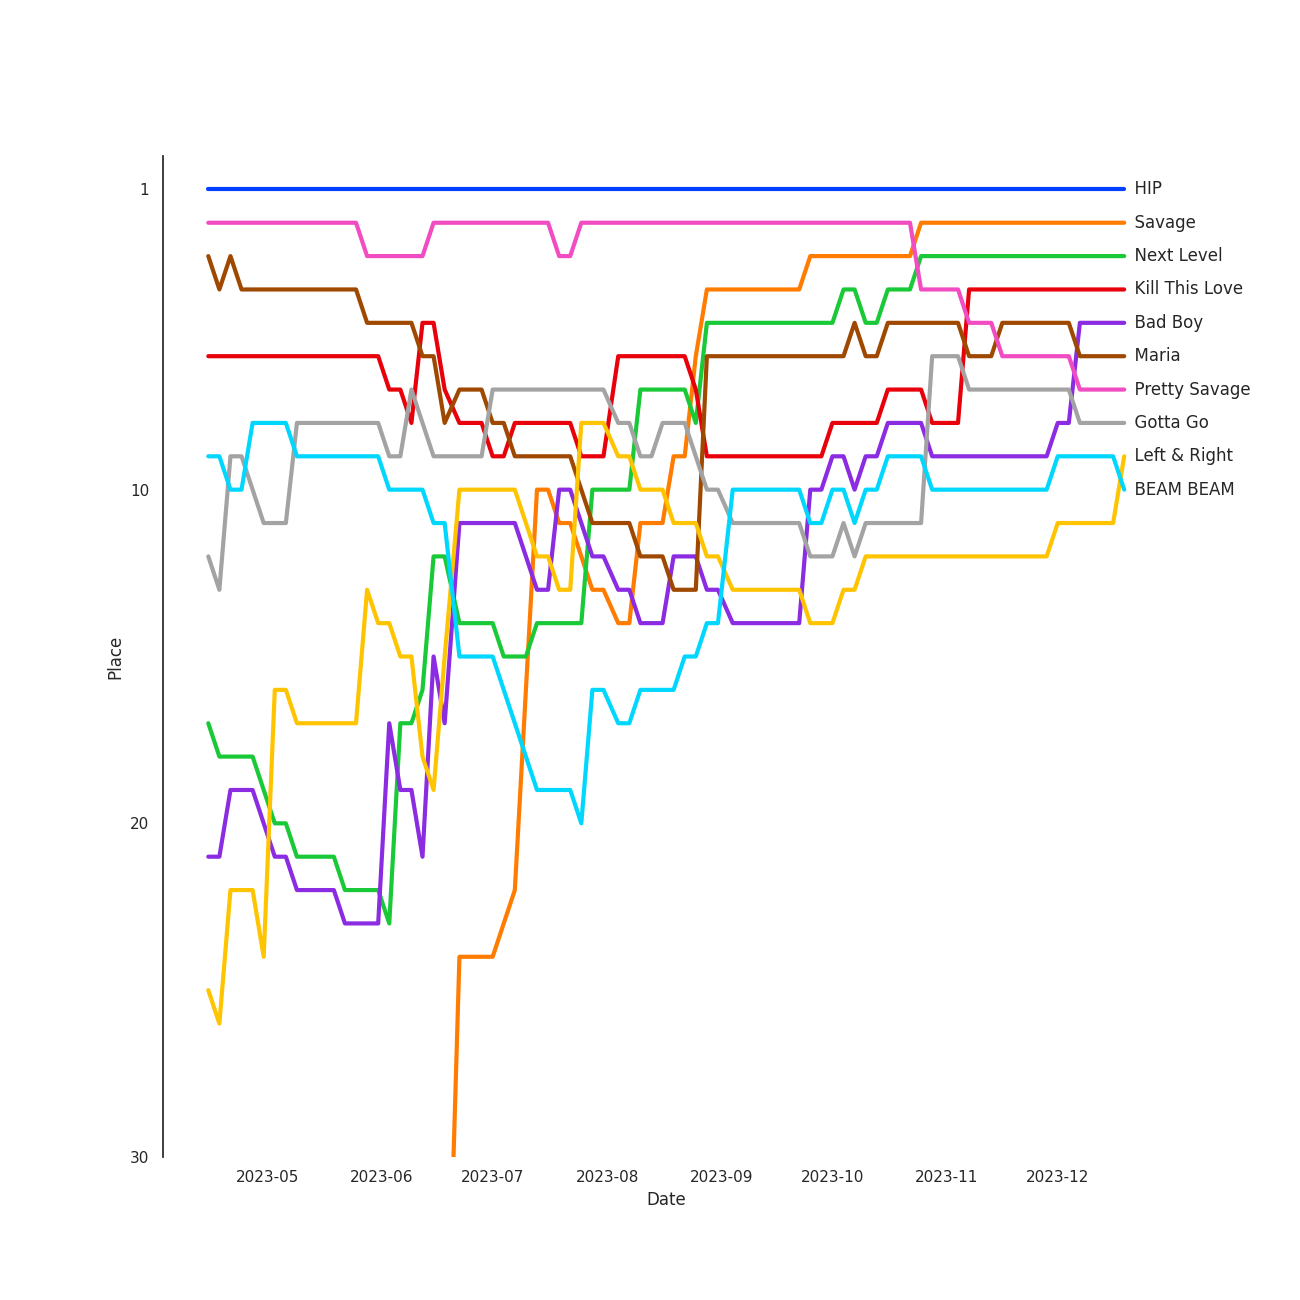 1
10
20
30
Place
2023-05 2023-06 2023-07 2023-08 2023-09 2023-10 2023-11 2023-12
Date
HIP
Savage
Next Level
Kill This Love
Bad Boy
Maria
Pretty Savage
Gotta Go
Left & Right
BEAM BEAM